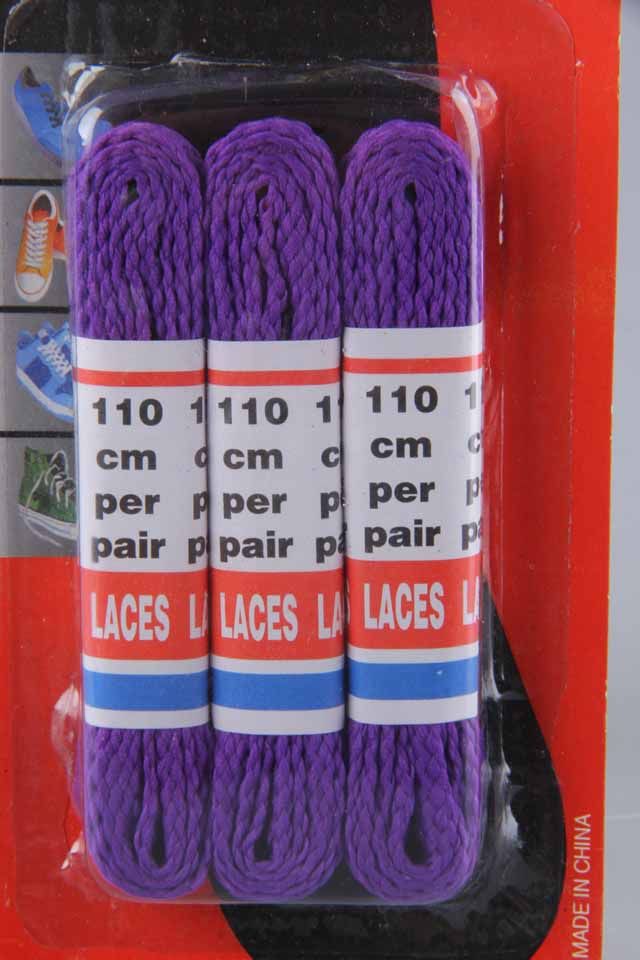 110
cm
per
pair
LACES
110
cm
per
pair
LACES
110
cm
per
pair
LACES
MADE IN CHINA